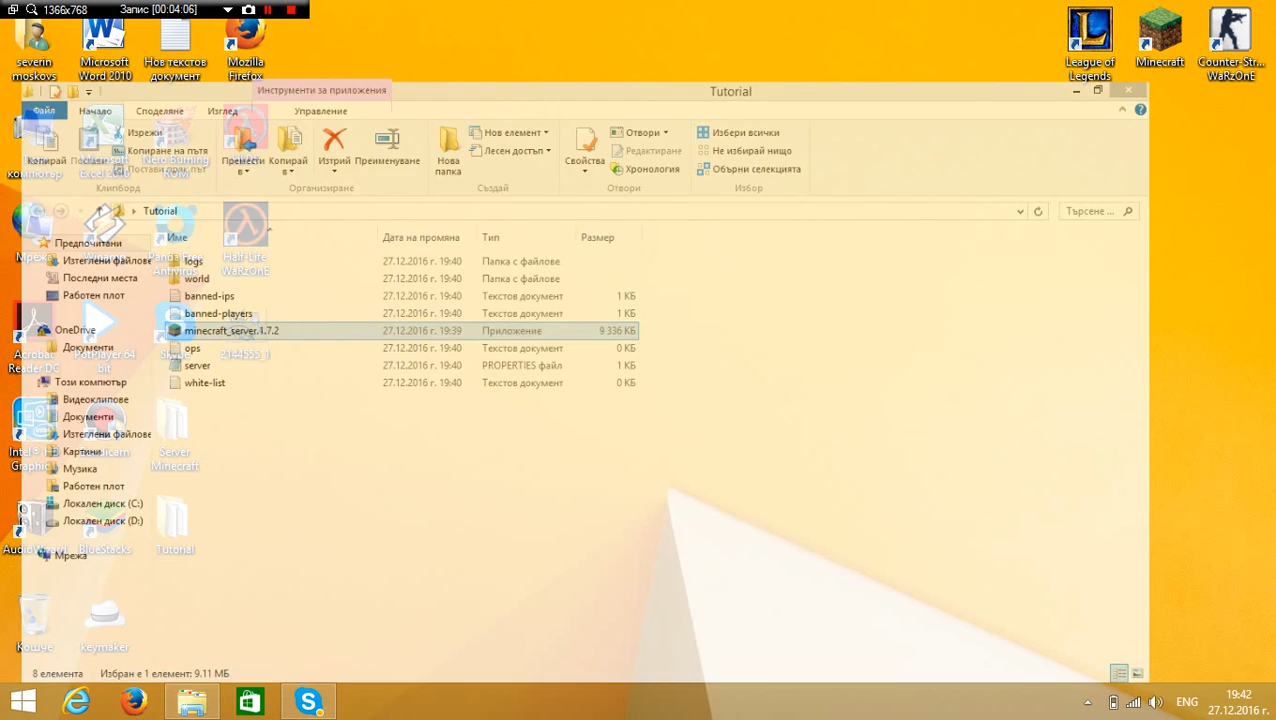 1366x768 Запис [00:04:06]
severin moskovs
Microsoft Word 2010
Нов текстов документ
Mozilla Firefox
League of Legends
Minecraft
Counter-Str... WaRzOnE
Инструменти за приложения
Tutorial
Файл Начало Споделяне Изглед Управление
Копирай
Изрежи
Копиране на пътя
Постави пряк път
Клипборд
Премести в
Копирай в
Изтрий
Преименуване
Организиране
Нова папка
Нов елемент
Лесен достъп
Създай
Свойства
Отвори
Редактиране
Хронология
Отвори
Избери всички
Не избирай нищо
Обърни селекцията
Избор
компютър
Microsoft Excel 2010
Nero Burning ROM
Tutorial
Търсене ...
Име Дата на промяна Тип Размер
logs 27.12.2016 г. 19:40 Папка с файлове
world 27.12.2016 г. 19:40 Папка с файлове
banned-ips 27.12.2016 г. 19:40 Текстов документ 1 КБ
banned-players 27.12.2016 г. 19:40 Текстов документ 1 КБ
minecraft_server.1.7.2 27.12.2016 г. 19:39 Приложение 9 336 КБ
ops 27.12.2016 г. 19:40 Текстов документ 0 КБ
server 27.12.2016 г. 19:40 PROPERTIES файл 1 КБ
white-list 27.12.2016 г. 19:40 Текстов документ 0 КБ
Предпочитани
Изтеглени файлове
Последни места
Работен плот
OneDrive
Документи
Този компютър
Видеоклипове
Документи
Изтеглени файлове
Картини
Музика
Работен плот
Локален диск (C:)
Локален диск (D:)
Мрежа
Panda Free Antivirus
Half-Life WaRzOnE
Acrobat Reader DC
PotPlayer 64 bit
Server Minecraft
BlueStacks
Tutorial
Кошче
keymaker
8 елемента Избран е 1 елемент: 9.11 МБ
ENG
19:42
27.12.2016 г.